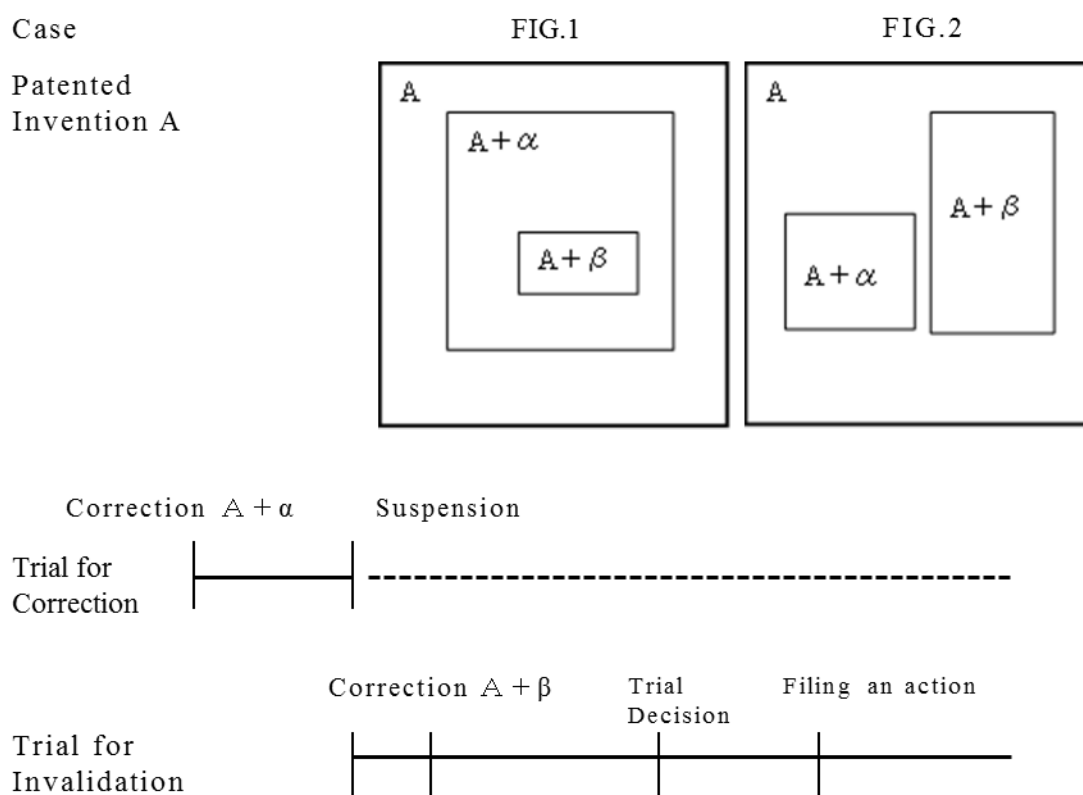 Case FIG.1 FIG.2
Patented
Invention A
A
A+α
A+β
A
A+β
A+α
Correction A+α Suspension
Trial for
Correction
Correction A+β Trial Decision Filing an action
Trial for
Invalidation